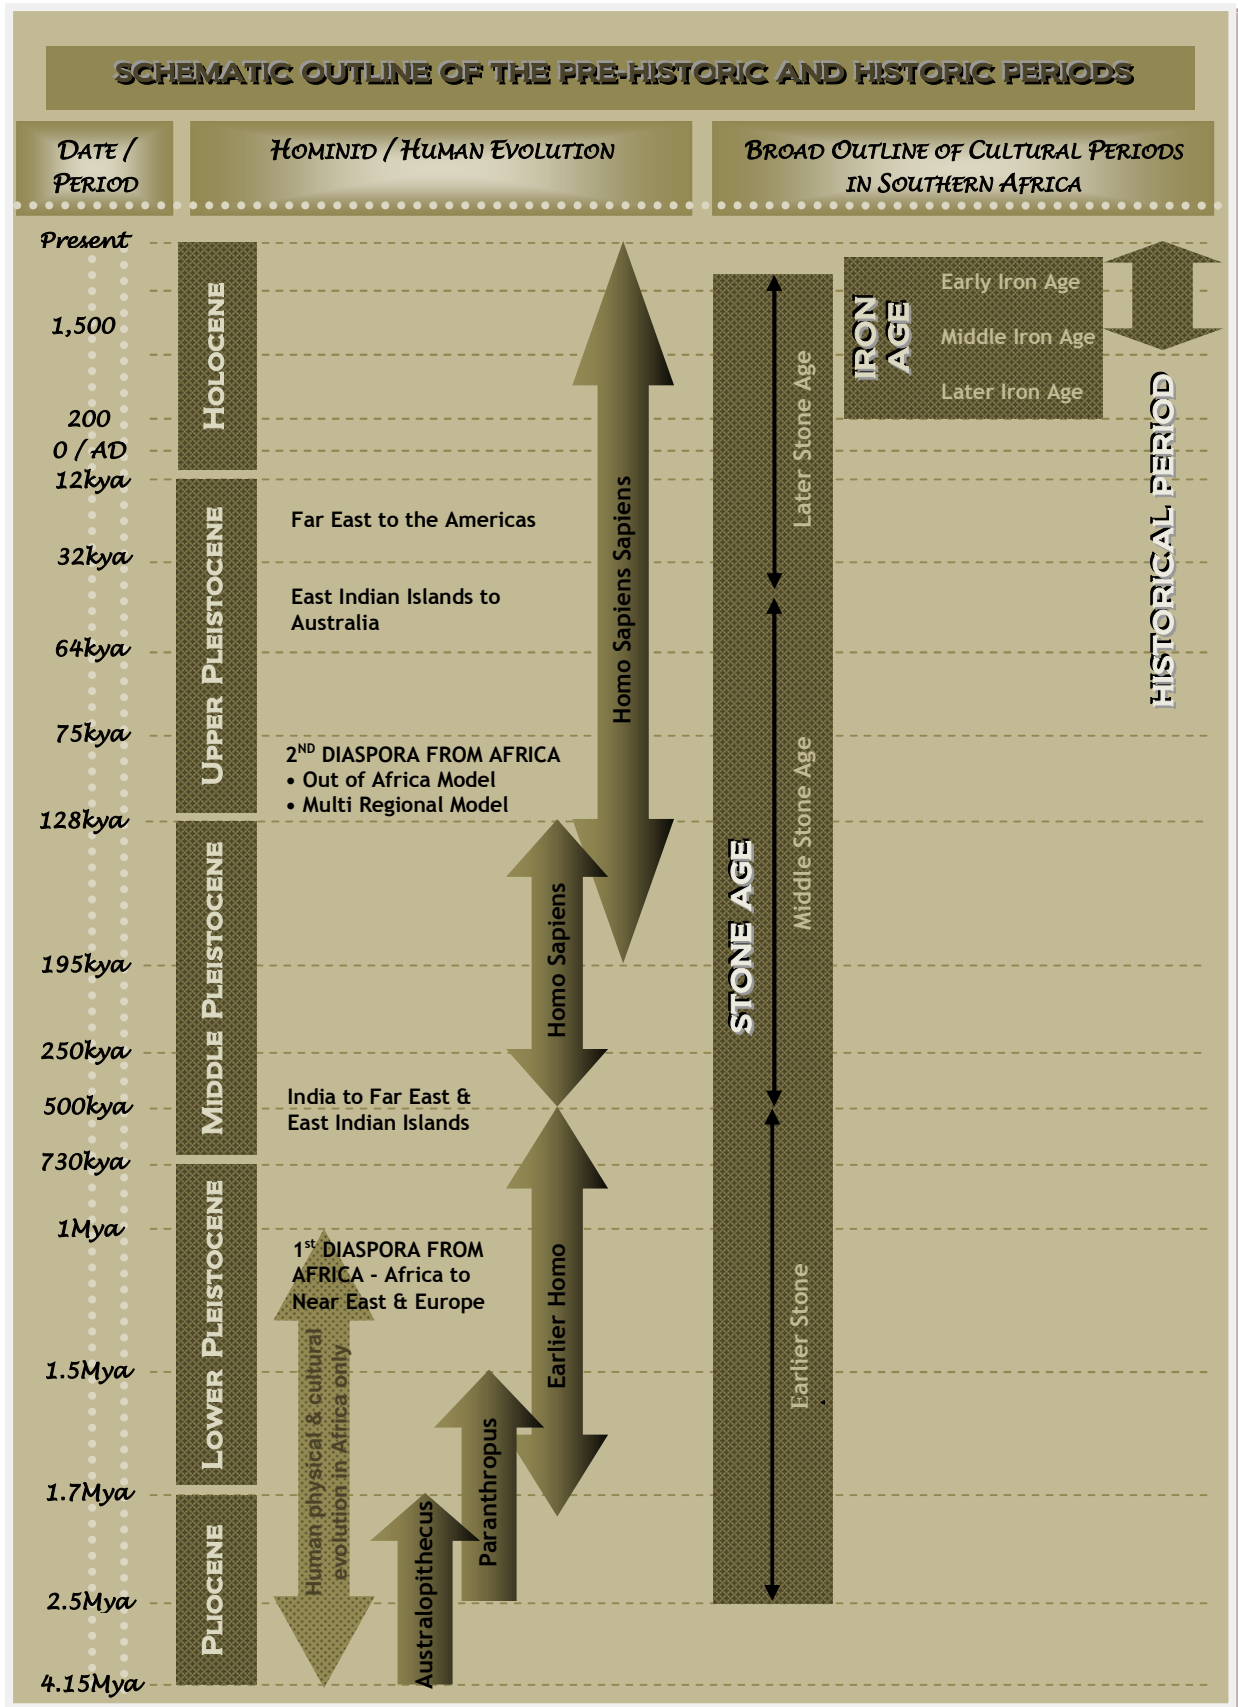 SCHEMATIC OUTLINE OF THE PRE-HISTORIC AND HISTORIC PERIODS
DATE /
PERIOD
HOMINID / HUMAN EVOLUTION
BROAD OUTLINE OF CULTURAL PERIODS
IN SOUTHERN AFRICA
Present
1,500
200
0 / AD
12kya
32kya
64kya
75kya
128kya
195kya
250kya
500kya
730kya
1Mya
1.5Mya
1.7Mya
2.5Mya
4.15Mya
HOLOCENE
UPPER PLEISTOCENE
MIDDLE PLEISTOCENE
LOWER PLEISTOCENE
PLIOCENE
Far East to the Americas
East Indian Islands to
Australia
2ND DIASPORA FROM AFRICA
• Out of Africa Model
• Multi Regional Model
India to Far East &
East Indian Islands
1st DIASPORA FROM
AFRICA - Africa to
Near East & Europe
Human physical & cultural
evolution in Africa only
Australopithecus
Paranthropus
Earlier Homo
Homo Sapiens
Homo Sapiens Sapiens
STONE AGE
Later Stone Age
Middle Stone Age
Earlier Stone
IRON
AGE
Early Iron Age
Middle Iron Age
Later Iron Age
HISTORICAL PERIOD